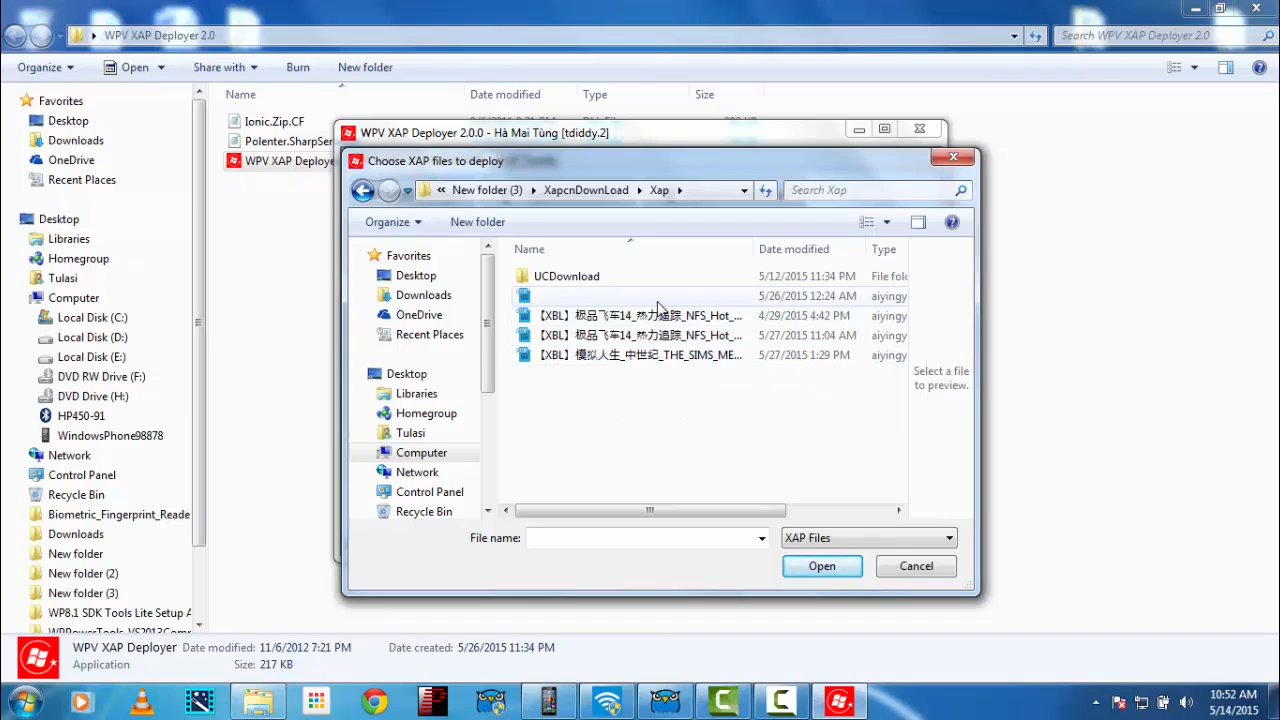 WPV XAP Deployer 2.0
Search WPV XAP Deployer 2.0
Organize
Open
Share with
Burn
New folder
Favorites
Desktop
Downloads
OneDrive
Recent Places
Desktop
Libraries
Homegroup
Tulasi
Computer
Local Disk (C:)
Local Disk (D:)
Local Disk (E:)
DVD RW Drive (F:)
DVD Drive (H:)
HP450-91
WindowsPhone98878
Network
Control Panel
Recycle Bin
Biometric_Fingerprint_Reade
Downloads
New folder
New folder (2)
New folder (3)
WP8.1 SDK Tools Lite Setup A
Name
Date modified
Type
Size
Ionic.Zip.CF
Polenter.SharpSer
WPV XAP Deploye
WPV XAP Deployer 2.0.0 - Hà Mai Tùng [tdiddy.2]
Choose XAP files to deploy
« New folder (3)
XapcnDownLoad
Xap
Search Xap
Organize
New folder
Favorites
Desktop
Downloads
OneDrive
Recent Places
Desktop
Libraries
Homegroup
Tulasi
Computer
Network
Control Panel
Recycle Bin
Name Date modified Type
UCDownload 5/12/2015 11:34 PM File fold
5/26/2015 12:24 AM aiyingy
【XBL】极品飞车14_热力追踪_NFS_Hot_... 4/29/2015 4:42 PM aiyingy
【XBL】极品飞车14_热力追踪_NFS_Hot_... 5/27/2015 11:04 AM aiyingy
【XBL】模拟人生_中世纪_THE_SIMS_ME... 5/27/2015 1:29 PM aiyingy
Select a file
to preview.
File name:
XAP Files
Open
Cancel
WPV XAP Deployer Date modified: 11/6/2012 7:21 PM Date created: 5/26/2015 11:34 PM
Application Size: 217 KB
10:52 AM
5/14/2015